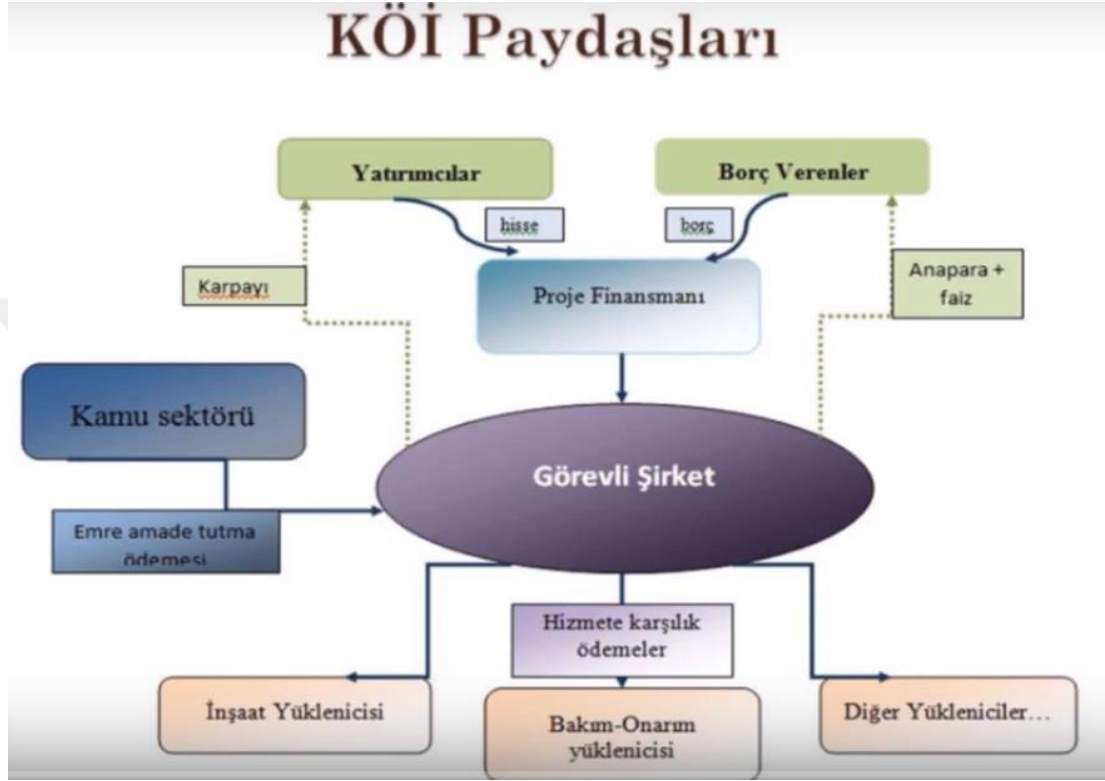 KÖİ Paydaşları
Yatırımcılar
Borç Verenler
hisse
borç
Karpayı
Anapara +
faiz
Proje Finansmanı
Kamu sektörü
Görevli Şirket
Emre amade tutma
ödemesi
Hizmete karşılık
ödemeler
İnşaat Yüklenicisi
Bakım-Onarım
yüklenicisi
Diğer Yükleniciler...